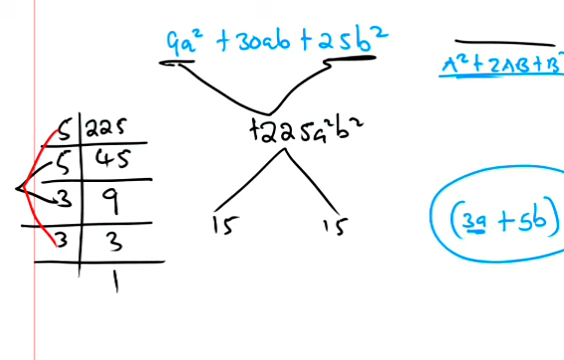 9a² + 30ab + 25b²
A² + 2AB + B²
+225a²b²
5 | 225
5 | 45
3 | 9
3 | 3
1
15 15
(3a + 5b)